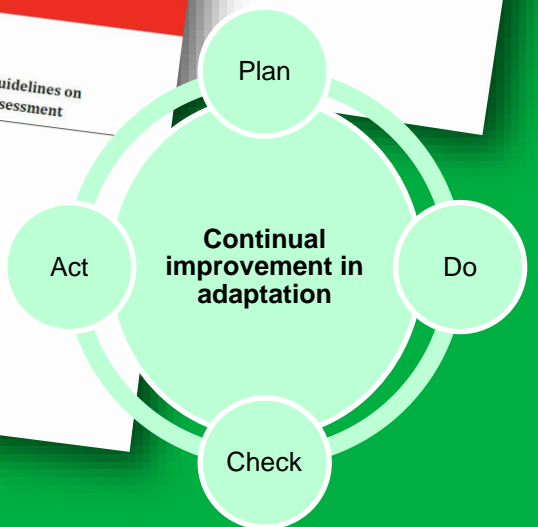 uidelines on
sessment
Plan
Act
Continual
improvement in
adaptation
Do
Check